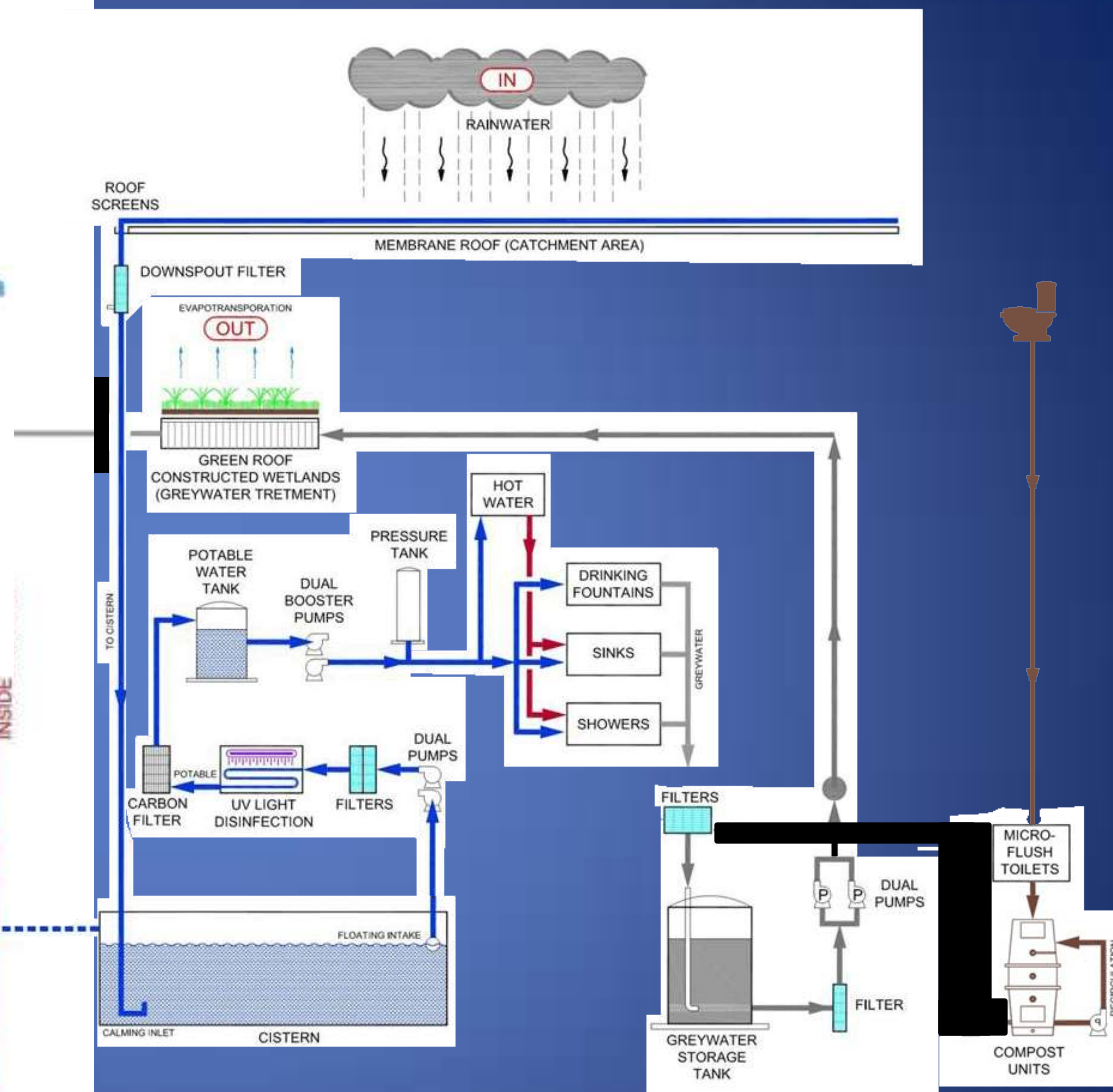 IN
RAINWATER
ROOF
SCREENS
MEMBRANE ROOF (CATCHMENT AREA)
DOWNSPOUT FILTER
EVAPOTRANSPORATION
OUT
GREEN ROOF
CONSTRUCTED WETLANDS
(GREYWATER TRETMENT)
HOT
WATER
PRESSURE
TANK
POTABLE
WATER
TANK
DUAL
BOOSTER
PUMPS
DRINKING
FOUNTAINS
SINKS
SHOWERS
GREYWATER
TO CISTERN
INSIDE
DUAL
PUMPS
POTABLE
CARBON
FILTER
UV LIGHT
DISINFECTION
FILTERS
FILTERS
MICRO-
FLUSH
TOILETS
P
P
DUAL
PUMPS
FLOATING INTAKE
CALMING INLET
CISTERN
FILTER
GREYWATER
STORAGE
TANK
RECIRCULATION
COMPOST
UNITS